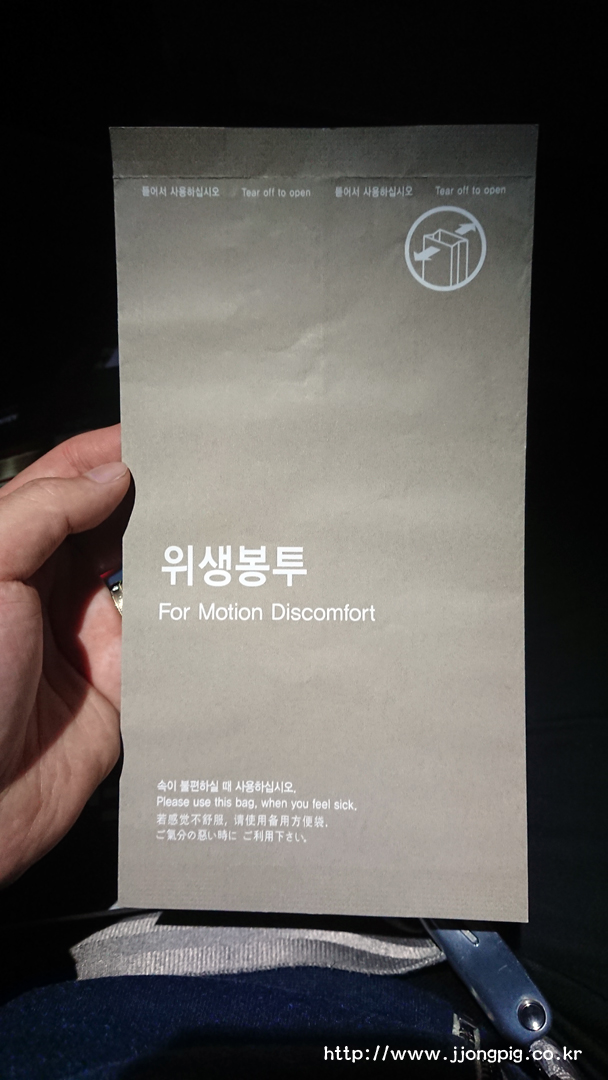 뜯어서 사용하십시오 Tear off to open 뜯어서 사용하십시오 Tear off to open
위생봉투
For Motion Discomfort
속이 불편하실 때 사용하십시오.
Please use this bag, when you feel sick.
若感觉不舒服, 请使用备用方便袋.
ご氣分の惡い時に ご利用下さい.
http://www.jjongpig.co.kr